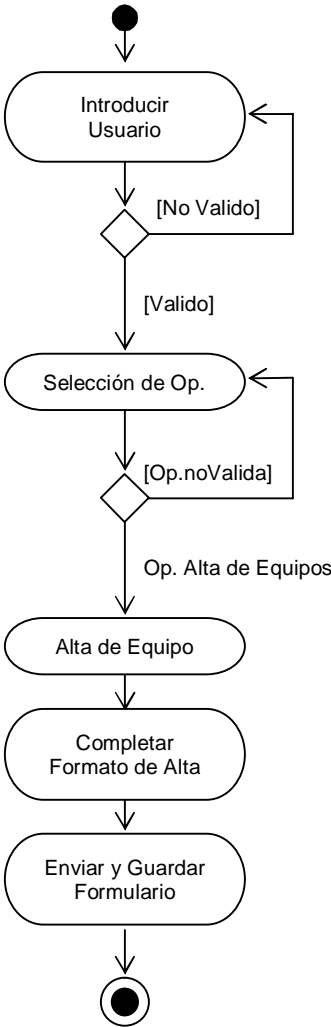 Introducir
Usuario
[No Valido]
[Valido]
Selección de Op.
[Op.noValida]
Op. Alta de Equipos
Alta de Equipo
Completar
Formato de Alta
Enviar y Guardar
Formulario